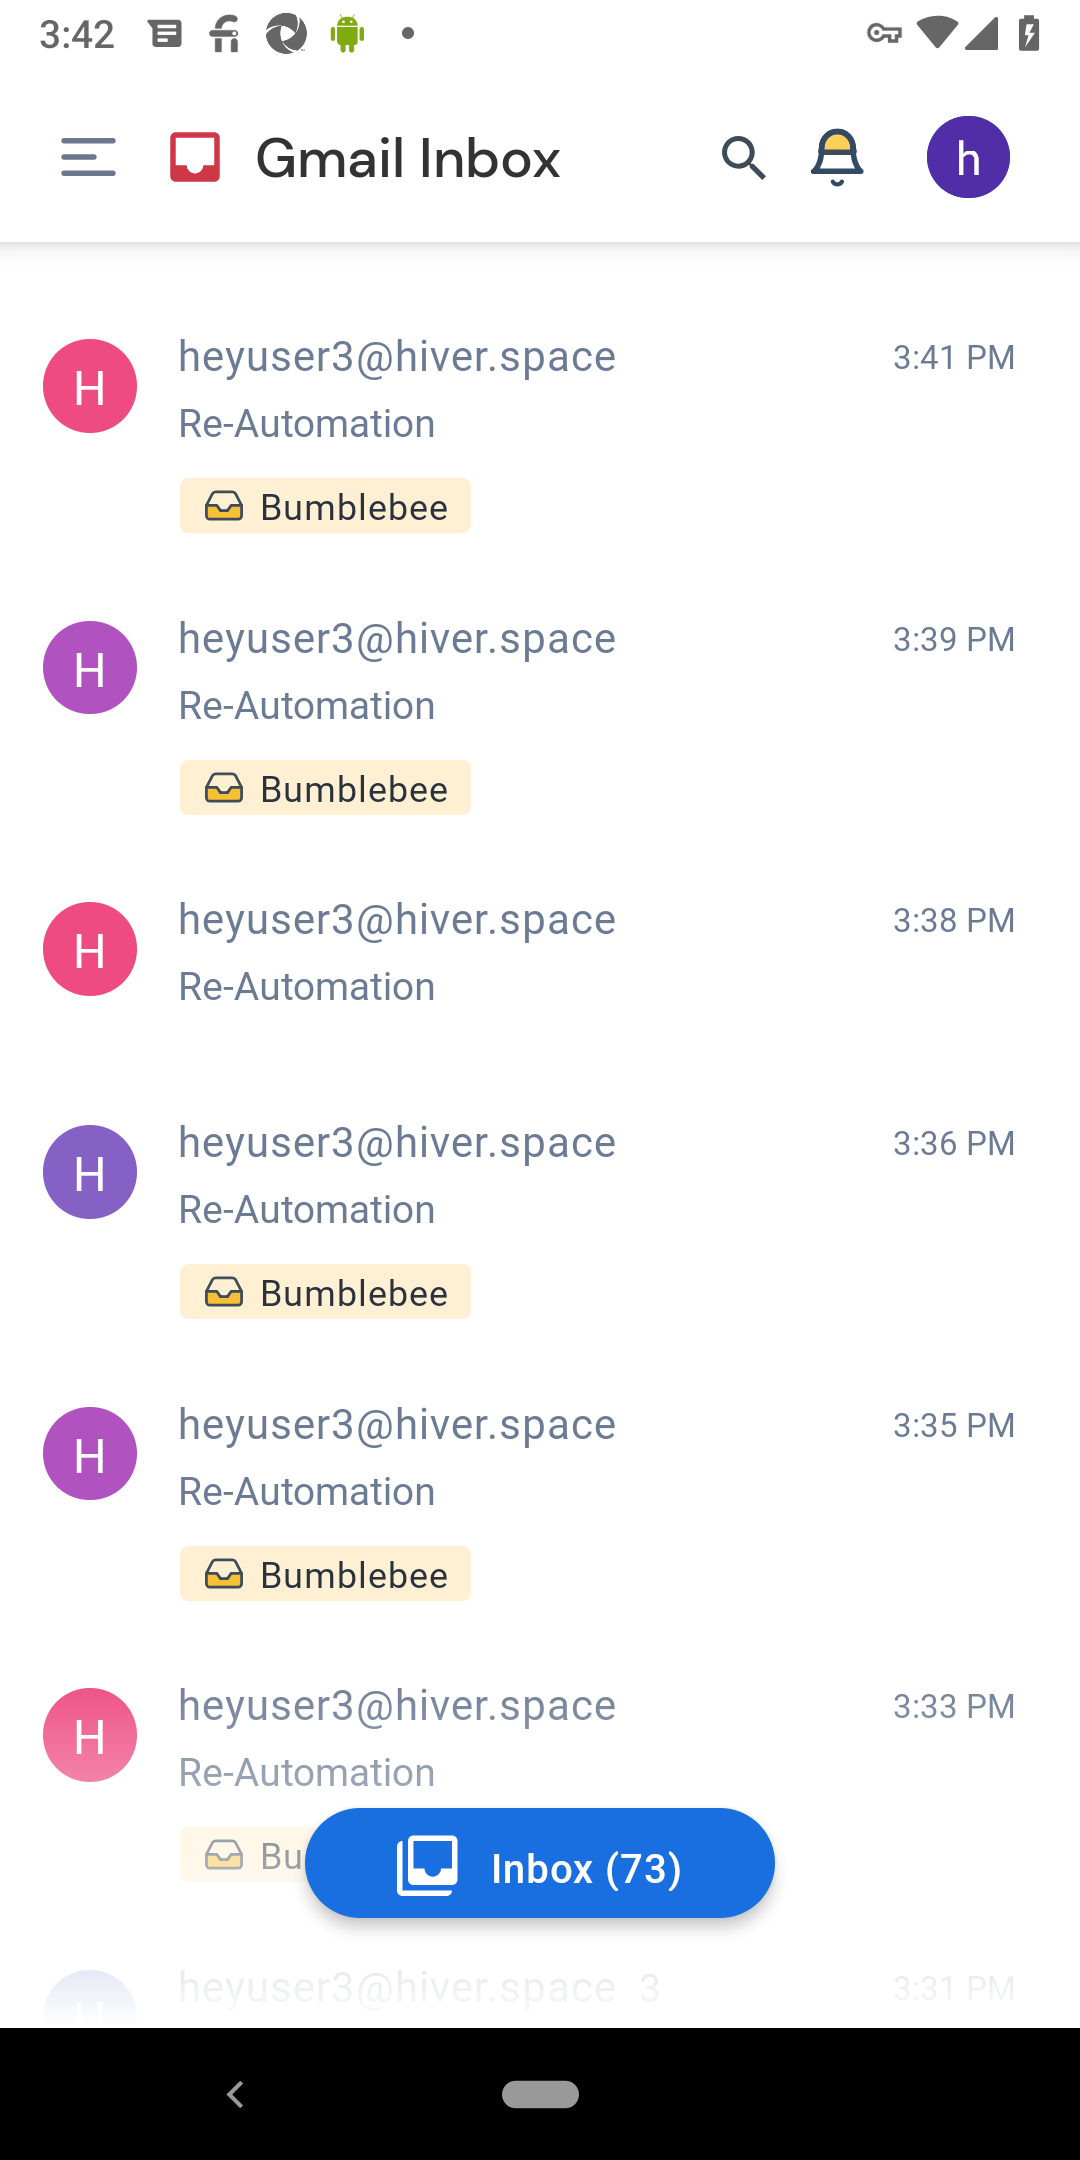 3:42
Gmail Inbox
h
H
heyuser3@hiver.space
3:41 PM
Re-Automation
Bumblebee
H
heyuser3@hiver.space
3:39 PM
Re-Automation
Bumblebee
H
heyuser3@hiver.space
3:38 PM
Re-Automation
H
heyuser3@hiver.space
3:36 PM
Re-Automation
Bumblebee
H
heyuser3@hiver.space
3:35 PM
Re-Automation
Bumblebee
H
heyuser3@hiver.space
3:33 PM
Re-Automation
Bu
Inbox (73)
H
heyuser3@hiver.space 3
3:31 PM